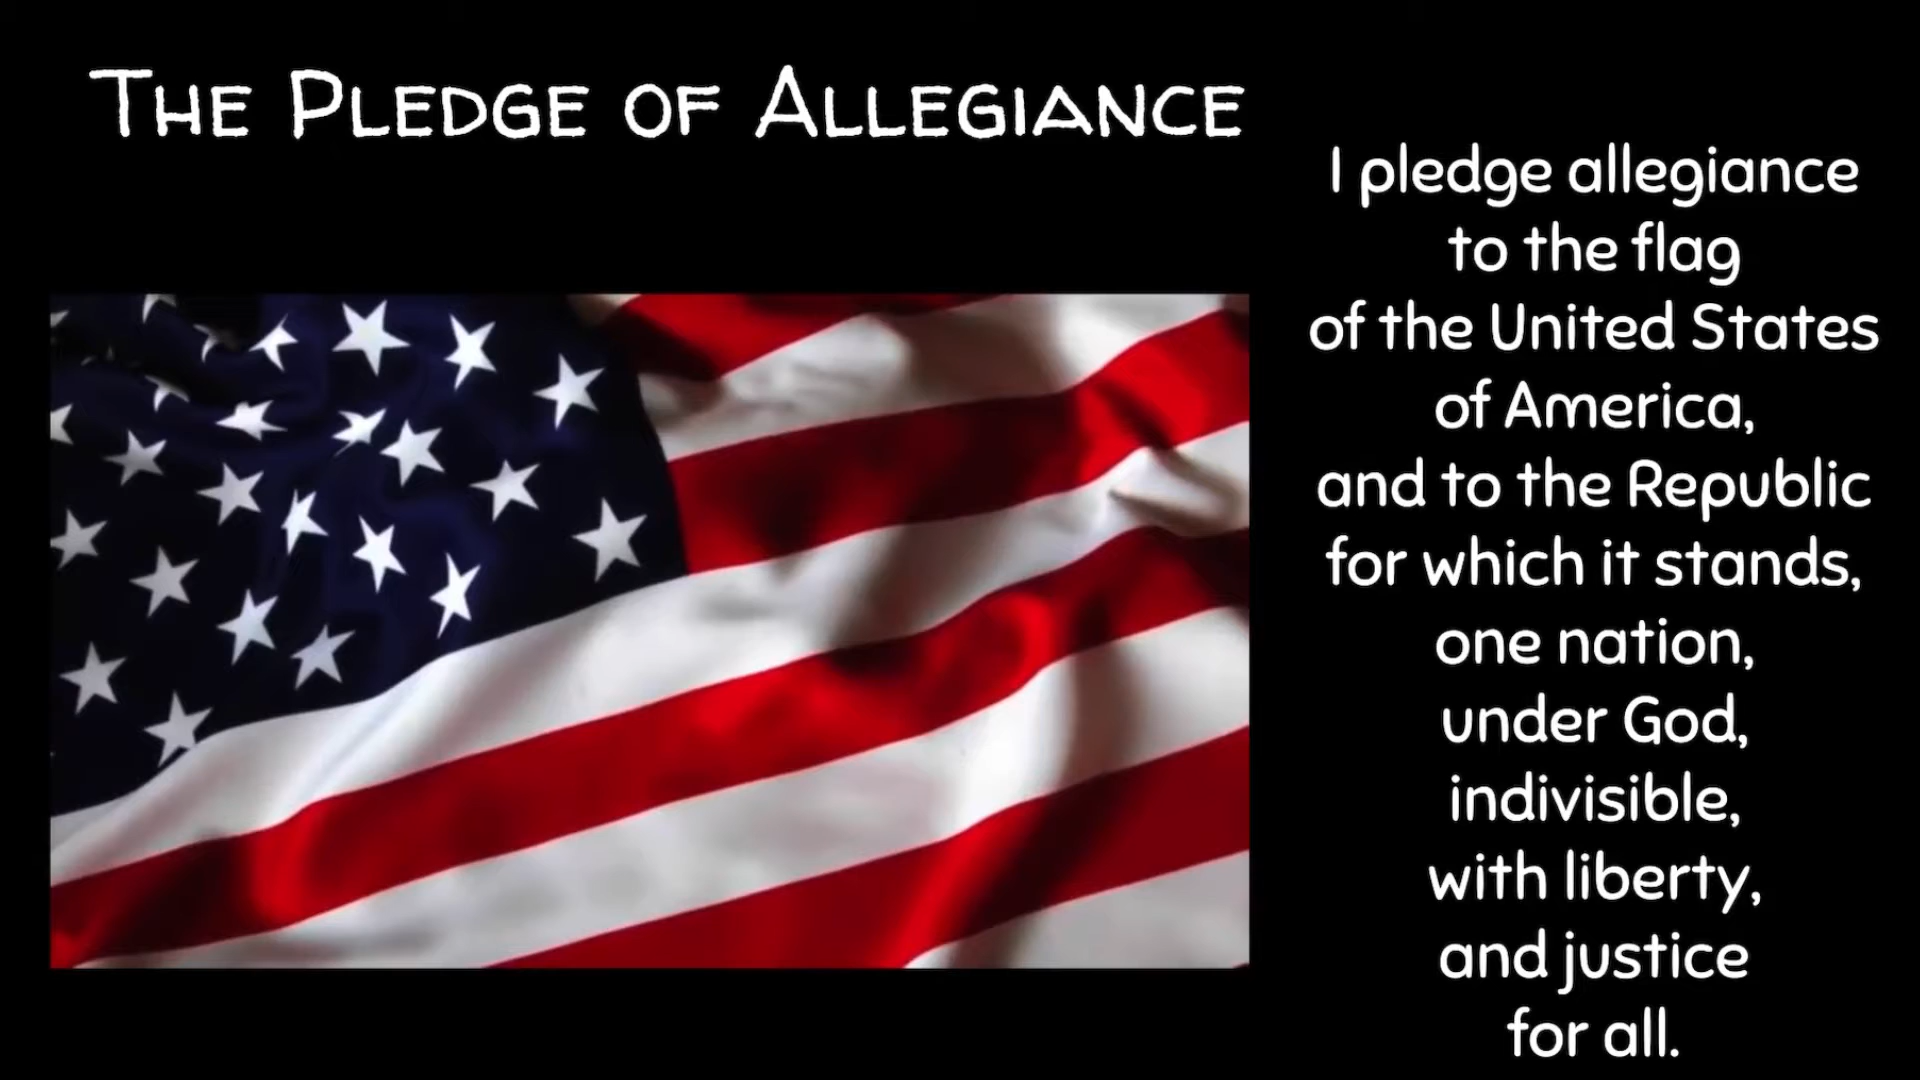 The Pledge of Allegiance
I pledge allegiance
to the flag
of the United States
of America,
and to the Republic
for which it stands,
one nation,
under God,
indivisible,
with liberty,
and justice
for all.